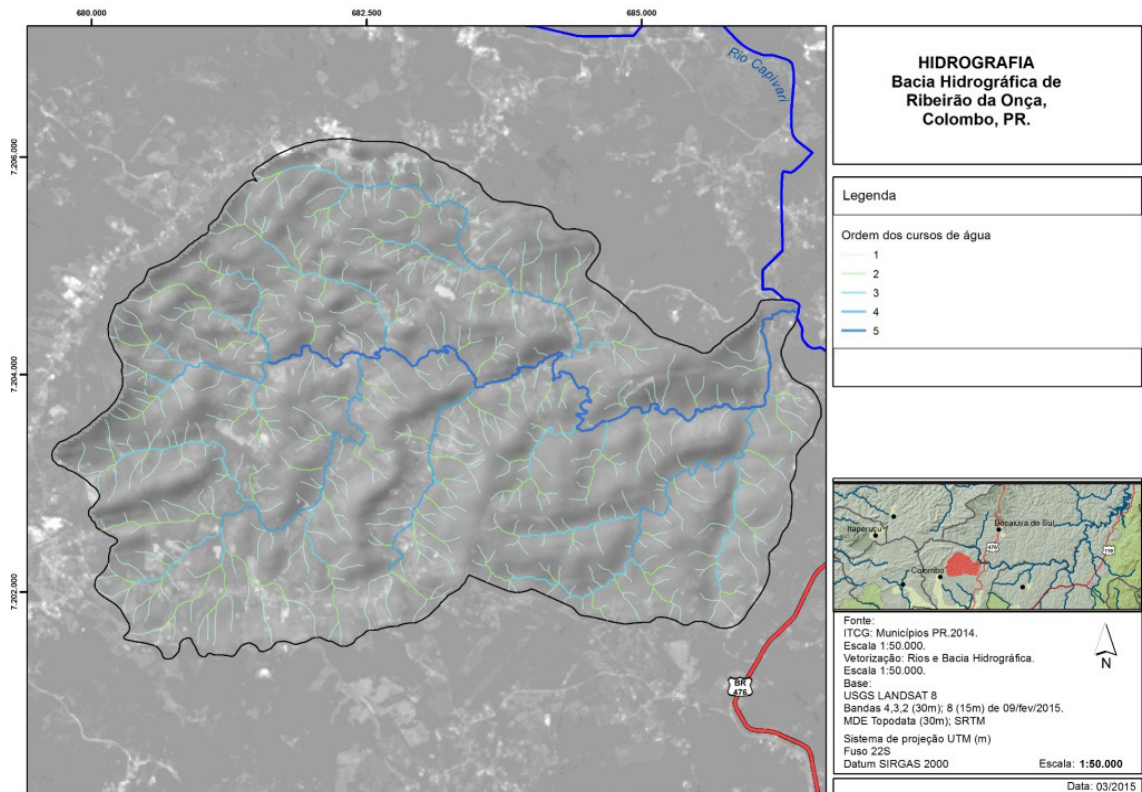 680.000
682.500
685.000
7.206.000
7.204.000
7.202.000
Rio Capivari
BR
476
HIDROGRAFIA
Bacia Hidrográfica de
Ribeirão da Onça,
Colombo, PR.
Legenda
Ordem dos cursos de água
1
2
3
4
5
Itaperuçu
Bocaiúva do Sul
476
116
Colombo
Fonte:
ITCG: Municípios PR.2014.
Escala 1:50.000.
Vetorização: Rios e Bacia Hidrográfica.
Escala 1:50.000.
Base:
USGS LANDSAT 8
Bandas 4,3,2 (30m); 8 (15m) de 09/fev/2015.
MDE Topodata (30m); SRTM
Sistema de projeção UTM (m)
Fuso 22S
Datum SIRGAS 2000
N
Escala: 1:50.000
Data: 03/2015